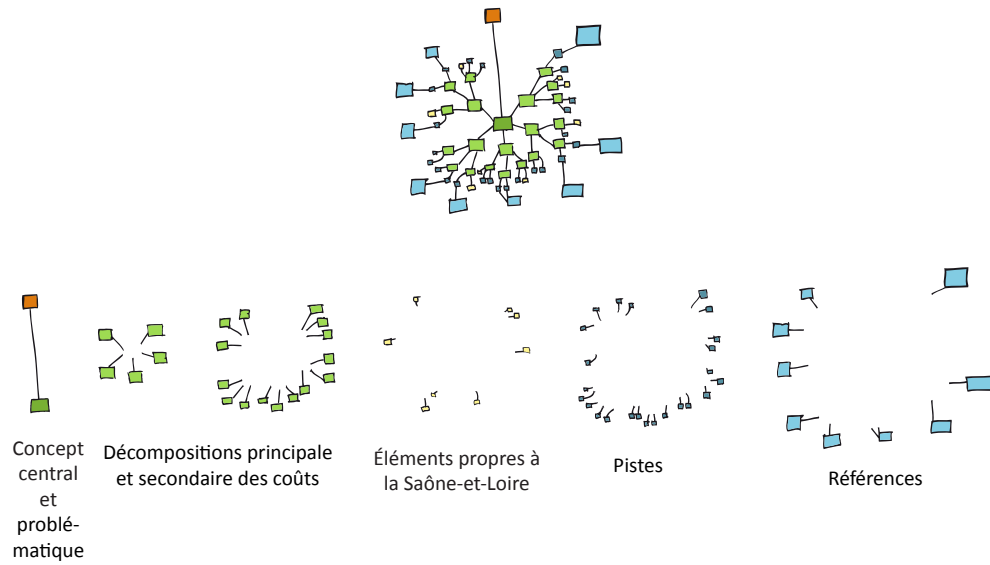 Concept
central
et
problé-
matique
Décompositions principale
et secondaire des coûts
Éléments propres à
la Saône-et-Loire
Pistes
Références